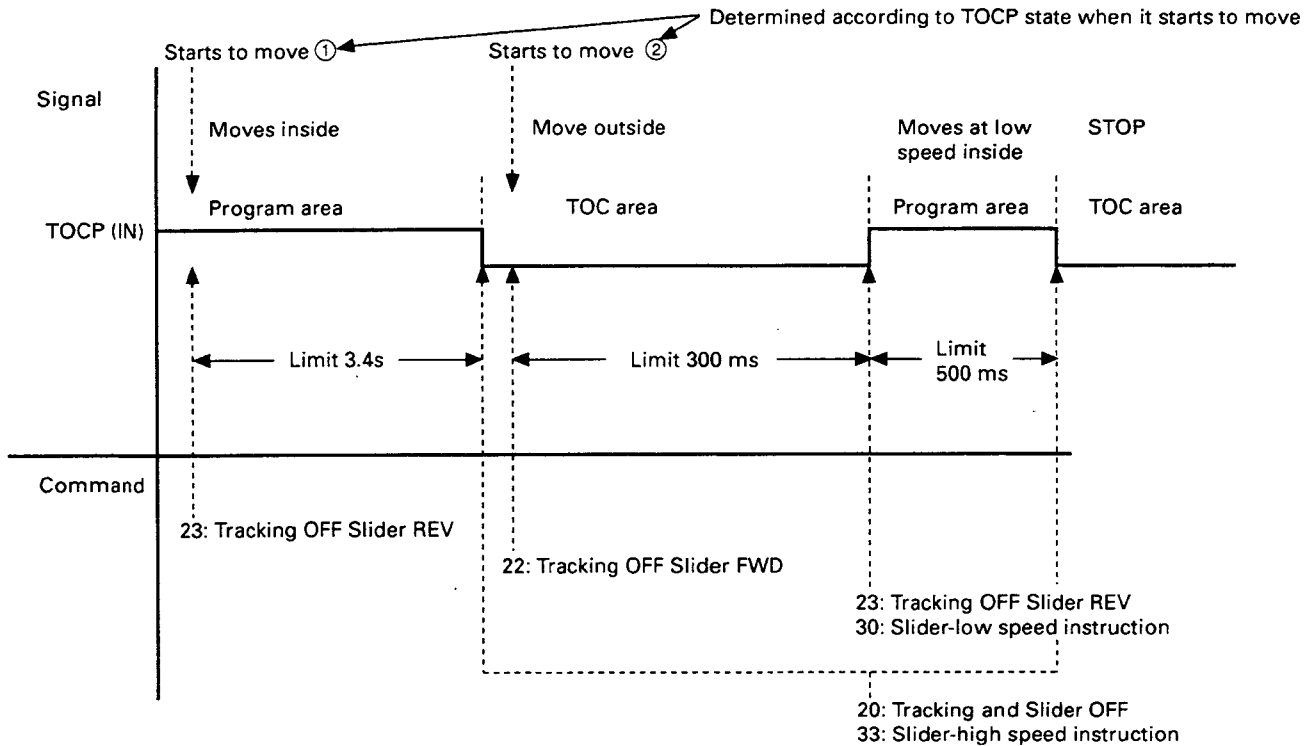 Determined according to TOCP state when it starts to move
Starts to move ①
Starts to move ②
Signal
Moves inside
Move outside
Moves at low
speed inside
STOP
Program area
TOC area
Program area
TOC area
TOCP (IN)
Limit 3.4s
Limit 300 ms
Limit
500 ms
Command
23: Tracking OFF Slider REV
22: Tracking OFF Slider FWD
23: Tracking OFF Slider REV
30: Slider-low speed instruction
20: Tracking and Slider OFF
33: Slider-high speed instruction